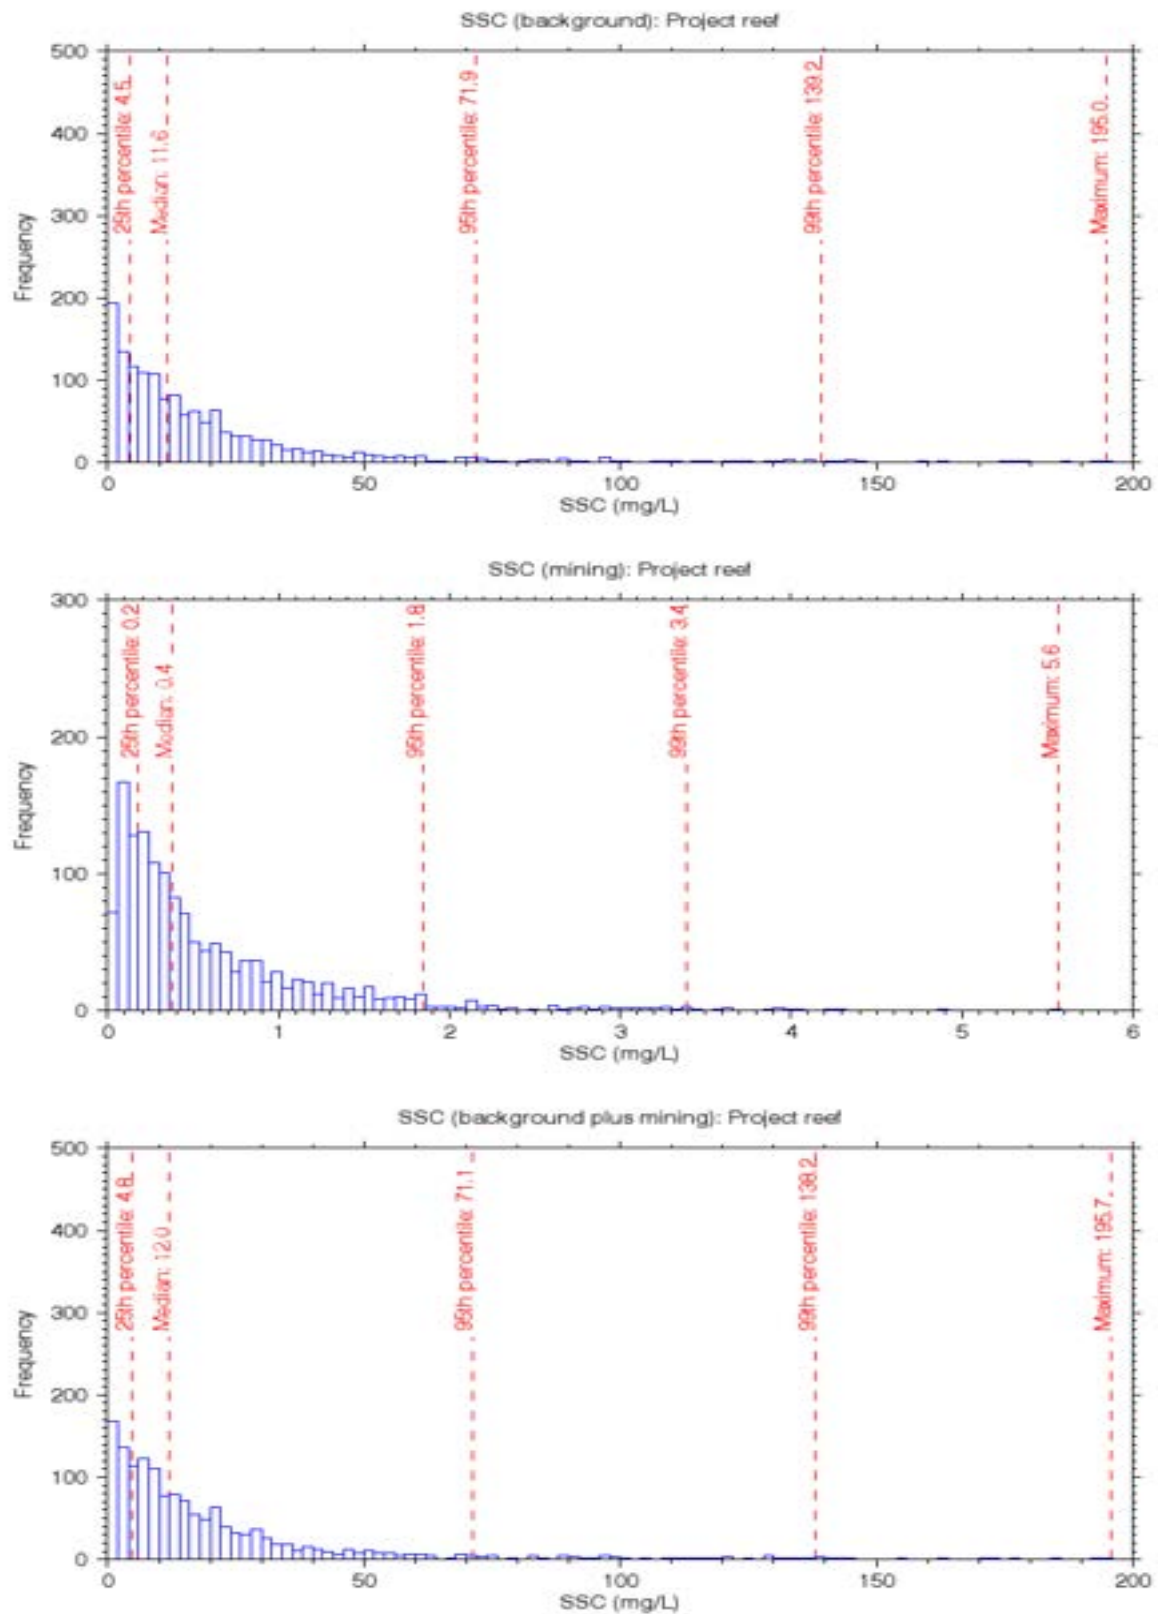 SSC (background): Project reef
500
400
300
200
100
0
Frequency
25th percentile: 4.5
Median: 11.6
95th percentile: 71.9
99th percentile: 139.2
Maximum: 195.0
0 50 100 150 200
SSC (mg/L)
SSC (mining): Project reef
300
200
100
0
Frequency
25th percentile: 0.2
Median: 0.4
95th percentile: 1.8
99th percentile: 3.4
Maximum: 5.6
0 1 2 3 4 5 6
SSC (mg/L)
SSC (background plus mining): Project reef
500
400
300
200
100
0
Frequency
25th percentile: 4.8
Median: 12.0
95th percentile: 71.1
99th percentile: 138.2
Maximum: 195.7
0 50 100 150 200
SSC (mg/L)